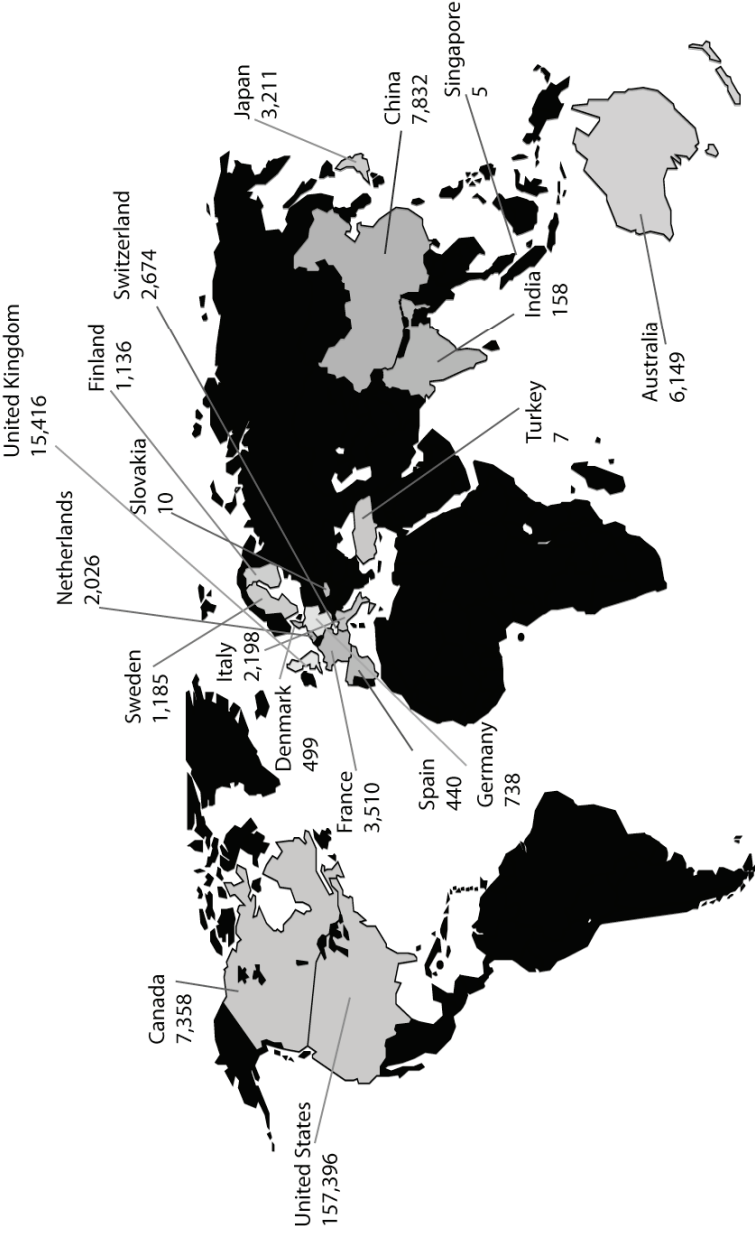 United Kingdom
15,416
Finland
1,136
Switzerland
2,674
Japan
3,211
China
7,832
Singapore
5
Netherlands
2,026
Slovakia
10
Sweden
1,185
Italy
2,198
Denmark
499
Canada
7,358
United States
157,396
France
3,510
Spain
440
Germany
738
Turkey
7
India
158
Australia
6,149